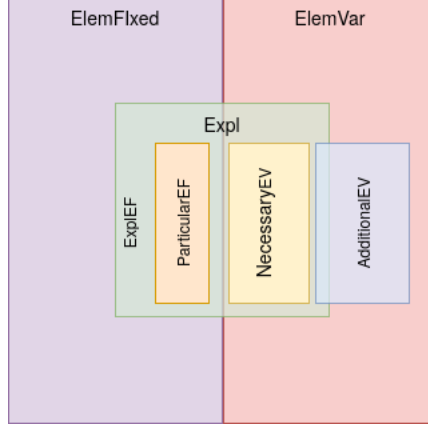 ElemFIxed
ElemVar
Expl
ExplEF
ParticularEF
NecessaryEV
AdditionalEV